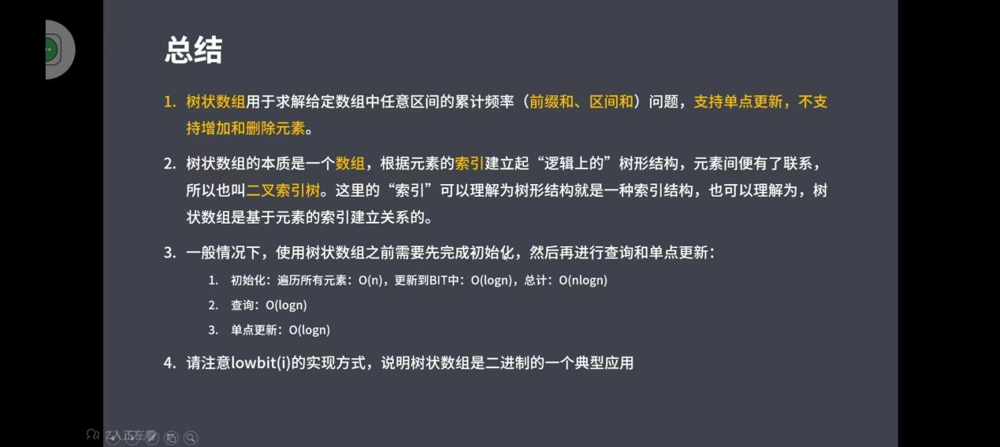 总结
1. 树状数组用于求解给定数组中任意区间的累计频率（前缀和、区间和）问题，支持单点更新，不支
持增加和删除元素。
2. 树状数组的本质是一个数组，根据元素的索引建立起“逻辑上的”树形结构，元素间便有了联系，
所以也叫二叉索引树。这里的“索引”可以理解为树形结构就是一种索引结构，也可以理解为，树
状数组是基于元素的索引建立关系的。
3. 一般情况下，使用树状数组之前需要先完成初始化，然后再进行查询和单点更新：
1. 初始化：遍历所有元素：O(n)，更新到BIT中：O(logn)，总计：O(nlogn)
2. 查询：O(logn)
3. 单点更新：O(logn)
4. 请注意lowbit(i)的实现方式，说明树状数组是二进制的一个典型应用
2人正在看